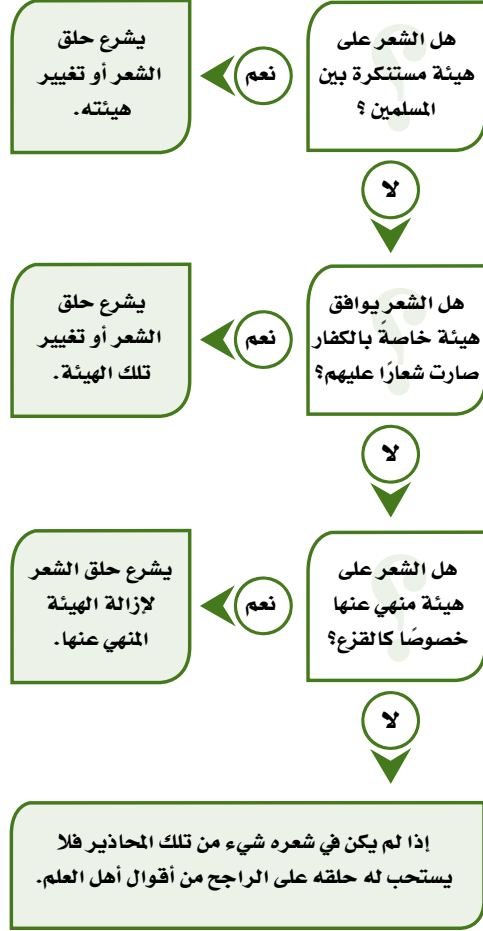 هل الشعر على
هيئة مستنكرة بين
المسلمين ؟
نعم
يشرع حلق
الشعر أو تغيير
هيئته.
لا
هل الشعر يوافق
هيئة خاصةً بالكفار
صارت شعارًا عليهم؟
نعم
يشرع حلق
الشعر أو تغيير
تلك الهيئة.
لا
هل الشعر على
هيئة منهي عنها
خصوصًا كالقزع؟
نعم
يشرع حلق الشعر
لإزالة الهيئة
المنهي عنها.
لا
إذا لم يكن في شعره شيء من تلك المحاذير فلا
يستحب له حلقه على الراجح من أقوال أهل العلم.